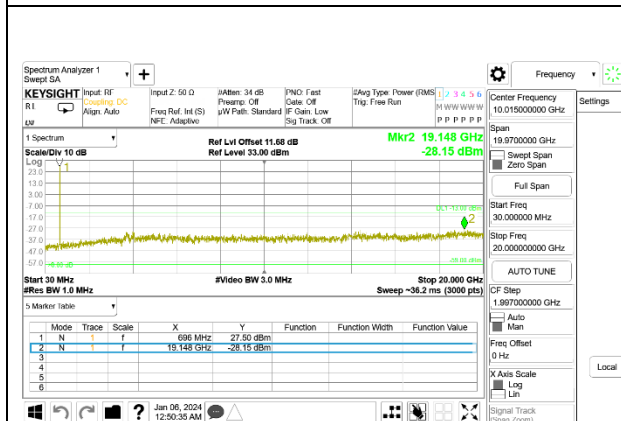 Spectrum Analyzer 1
Swept SA
Frequency
KEYSIGHT
Input: RF
Coupling: DC
Align: Auto
Input Z: 50 Ω
Freq Ref: Int (S)
NFE: Adaptive
#Atten: 34 dB
Preamp: Off
µW Path: Standard
PNO: Fast
Gate: Off
IF Gain: Low
Sig Track: Off
#Avg Type: Power (RMS
Trig: Free Run
1 2 3 4 5 6
M W W W W W
P P P P P P
Center Frequency
10.015000000 GHz
Settings
Span
19.9700000 GHz
Swept Span
Zero Span
Full Span
Start Freq
30.000000 MHz
Stop Freq
20.000000000 GHz
AUTO TUNE
CF Step
1.997000000 GHz
Auto
Man
Freq Offset
0 Hz
X Axis Scale
Log
Lin
Local
Signal Track
(Span Zoom)
1 Spectrum
Scale/Div 10 dB
Ref Lvl Offset 11.68 dB
Ref Level 33.00 dBm
Mkr2 19.148 GHz
-28.15 dBm
Log
23.0
13.0
3.00
-7.00
-17.0
-27.0
-37.0
-47.0
-57.0
1
2
Start 30 MHz
#Res BW 1.0 MHz
#Video BW 3.0 MHz
Stop 20.000 GHz
Sweep ~36.2 ms (3000 pts)
5 Marker Table
Mode Trace Scale X Y Function Function Width Function Value
1 N 1 f 696 MHz 27.50 dBm
2 N 1 f 19.148 GHz -28.15 dBm
3
4
5
6
? Jan 06, 2024
12:50:35 AM